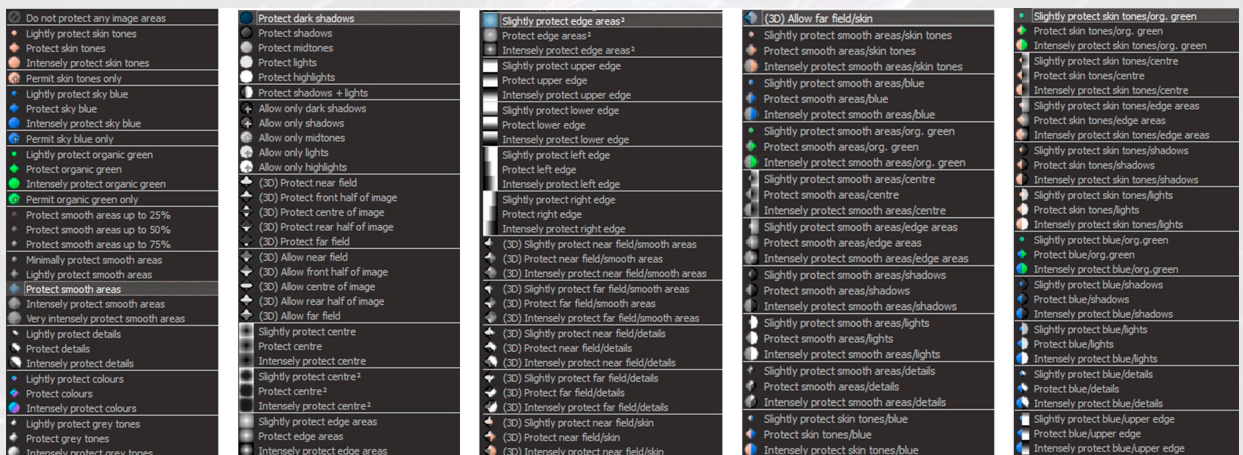 Do not protect any image areas
Lightly protect skin tones
Protect skin tones
Intensely protect skin tones
Permit skin tones only
Lightly protect sky blue
Protect sky blue
Intensely protect sky blue
Permit sky blue only
Lightly protect organic green
Protect organic green
Intensely protect organic green
Permit organic green only
Protect smooth areas up to 25%
Protect smooth areas up to 50%
Protect smooth areas up to 75%
Minimally protect smooth areas
Lightly protect smooth areas
Protect smooth areas
Intensely protect smooth areas
Very intensely protect smooth areas
Lightly protect details
Protect details
Intensely protect details
Lightly protect colours
Protect colours
Intensely protect colours
Lightly protect grey tones
Protect grey tones
Intensely protect grey tones
Protect dark shadows
Protect shadows
Protect midtones
Protect lights
Protect highlights
Protect shadows + lights
Allow only dark shadows
Allow only shadows
Allow only midtones
Allow only lights
Allow only highlights
(3D) Protect near field
(3D) Protect front half of image
(3D) Protect centre of image
(3D) Protect rear half of image
(3D) Protect far field
(3D) Allow near field
(3D) Allow front half of image
(3D) Allow centre of image
(3D) Allow rear half of image
(3D) Allow far field
Slightly protect centre
Protect centre
Intensely protect centre
Slightly protect centre²
Protect centre²
Intensely protect centre²
Slightly protect edge areas
Protect edge areas
Intensely protect edge areas
Slightly protect edge areas²
Protect edge areas²
Intensely protect edge areas²
Slightly protect upper edge
Protect upper edge
Intensely protect upper edge
Slightly protect lower edge
Protect lower edge
Intensely protect lower edge
Slightly protect left edge
Protect left edge
Intensely protect left edge
Slightly protect right edge
Protect right edge
Intensely protect right edge
(3D) Slightly protect near field/smooth areas
(3D) Protect near field/smooth areas
(3D) Intensely protect near field/smooth areas
(3D) Slightly protect far field/smooth areas
(3D) Protect far field/smooth areas
(3D) Intensely protect far field/smooth areas
(3D) Slightly protect near field/details
(3D) Protect near field/details
(3D) Intensely protect near field/details
(3D) Slightly protect far field/details
(3D) Protect far field/details
(3D) Intensely protect far field/details
(3D) Slightly protect near field/skin
(3D) Protect near field/skin
(3D) Intensely protect near field/skin
(3D) Allow far field/skin
Slightly protect smooth areas/skin tones
Protect smooth areas/skin tones
Intensely protect smooth areas/skin tones
Slightly protect smooth areas/blue
Protect smooth areas/blue
Intensely protect smooth areas/blue
Slightly protect smooth areas/org. green
Protect smooth areas/org. green
Intensely protect smooth areas/org. green
Slightly protect smooth areas/centre
Protect smooth areas/centre
Intensely protect smooth areas/centre
Slightly protect smooth areas/edge areas
Protect smooth areas/edge areas
Intensely protect smooth areas/edge areas
Slightly protect smooth areas/shadows
Protect smooth areas/shadows
Intensely protect smooth areas/shadows
Slightly protect smooth areas/lights
Protect smooth areas/lights
Intensely protect smooth areas/lights
Slightly protect smooth areas/details
Protect smooth areas/details
Intensely protect smooth areas/details
Slightly protect skin tones/blue
Protect skin tones/blue
Intensely protect skin tones/blue
Slightly protect skin tones/org. green
Protect skin tones/org. green
Intensely protect skin tones/org. green
Slightly protect skin tones/centre
Protect skin tones/centre
Intensely protect skin tones/centre
Slightly protect skin tones/edge areas
Protect skin tones/edge areas
Intensely protect skin tones/edge areas
Slightly protect skin tones/shadows
Protect skin tones/shadows
Intensely protect skin tones/shadows
Slightly protect skin tones/lights
Protect skin tones/lights
Intensely protect skin tones/lights
Slightly protect blue/org.green
Protect blue/org.green
Intensely protect blue/org.green
Slightly protect blue/shadows
Protect blue/shadows
Intensely protect blue/shadows
Slightly protect blue/lights
Protect blue/lights
Intensely protect blue/lights
Slightly protect blue/details
Protect blue/details
Intensely protect blue/details
Slightly protect blue/upper edge
Protect blue/upper edge
Intensely protect blue/upper edge